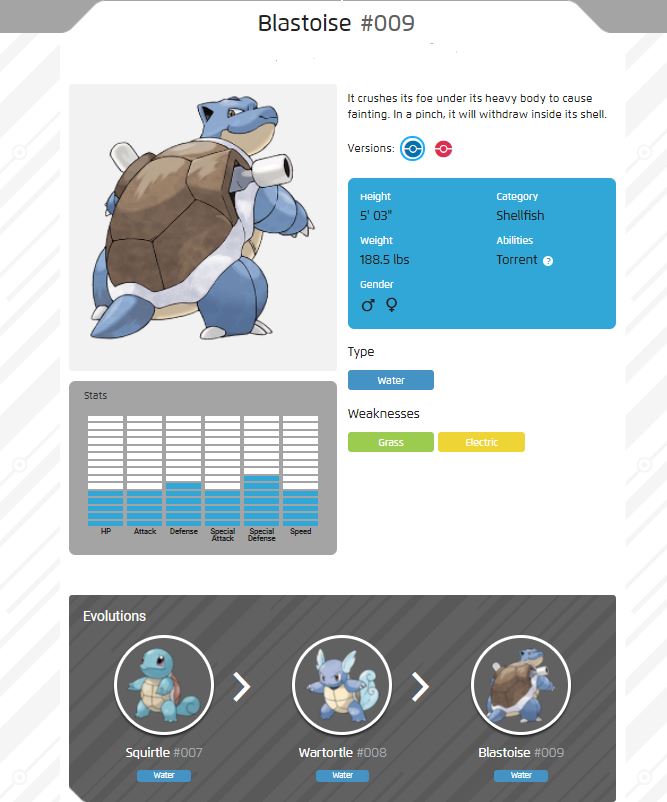 Blastoise #009
It crushes its foe under its heavy body to cause
fainting. In a pinch, it will withdraw inside its shell.
Versions:
Height
5' 03"
Category
Shellfish
Weight
188.5 lbs
Abilities
Torrent ?
Gender
♂ ♀
Type
Water
Weaknesses
Grass
Electric
Stats
HP
Attack
Defense
Special
Attack
Special
Defense
Speed
Evolutions
Squirtle #007
Water
Wartortle #008
Water
Blastoise #009
Water